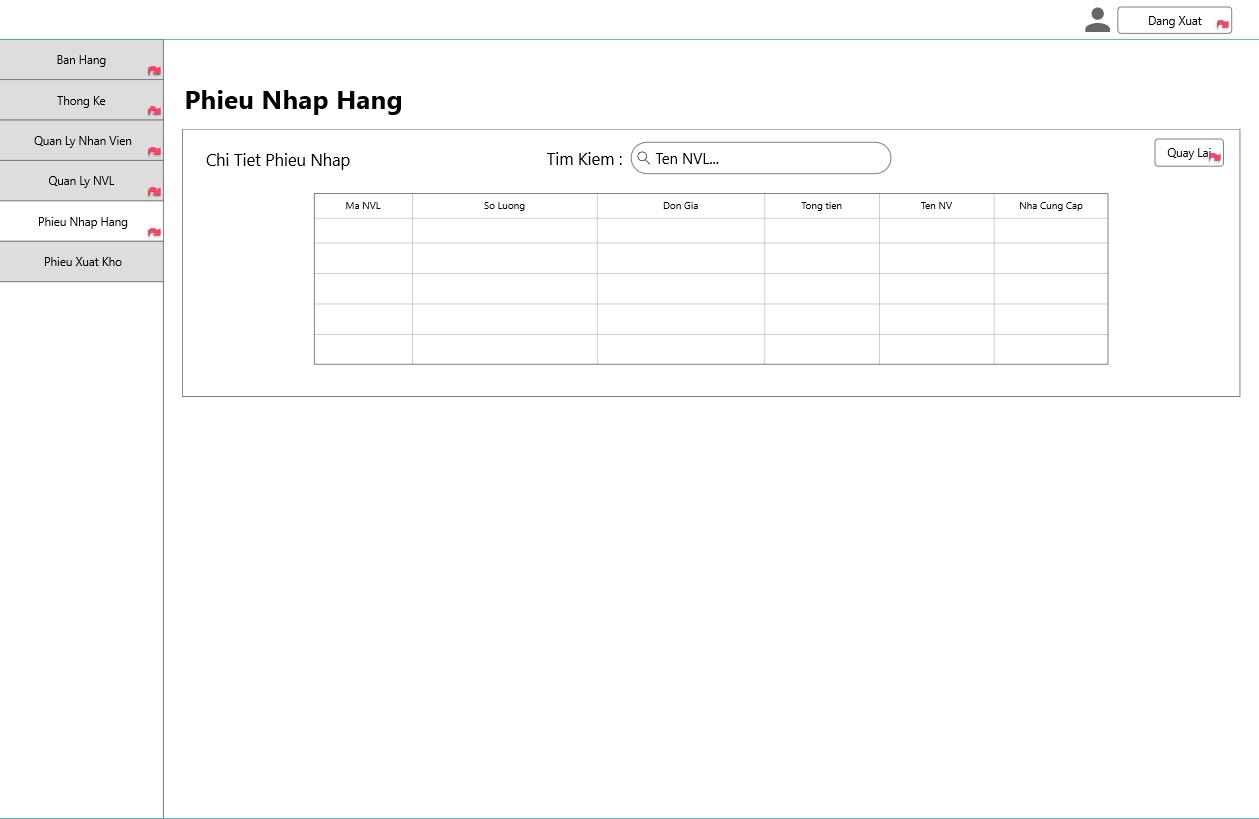 Dang Xuat
Ban Hang
Thong Ke
Quan Ly Nhan Vien
Quan Ly NVL
Phieu Nhap Hang
Phieu Xuat Kho
Phieu Nhap Hang
Chi Tiet Phieu Nhap
Tim Kiem : Ten NVL...
Quay Lai
Ma NVL So Luong Don Gia Tong tien Ten NV Nha Cung Cap